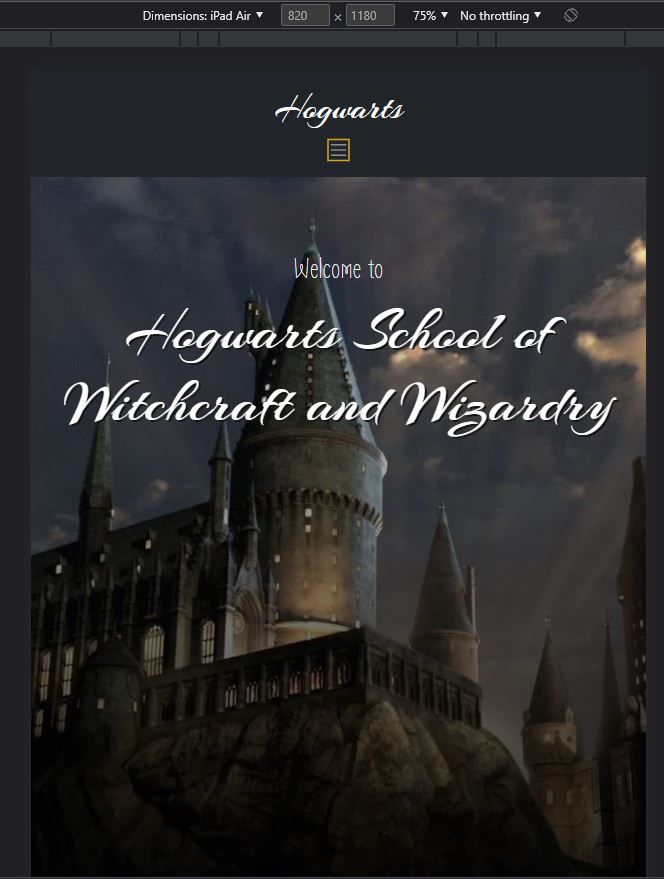 Dimensions: iPad Air 820 × 1180 75% No throttling
Hogwarts
Welcome to
Hogwarts School of
Witchcraft and Wizardry